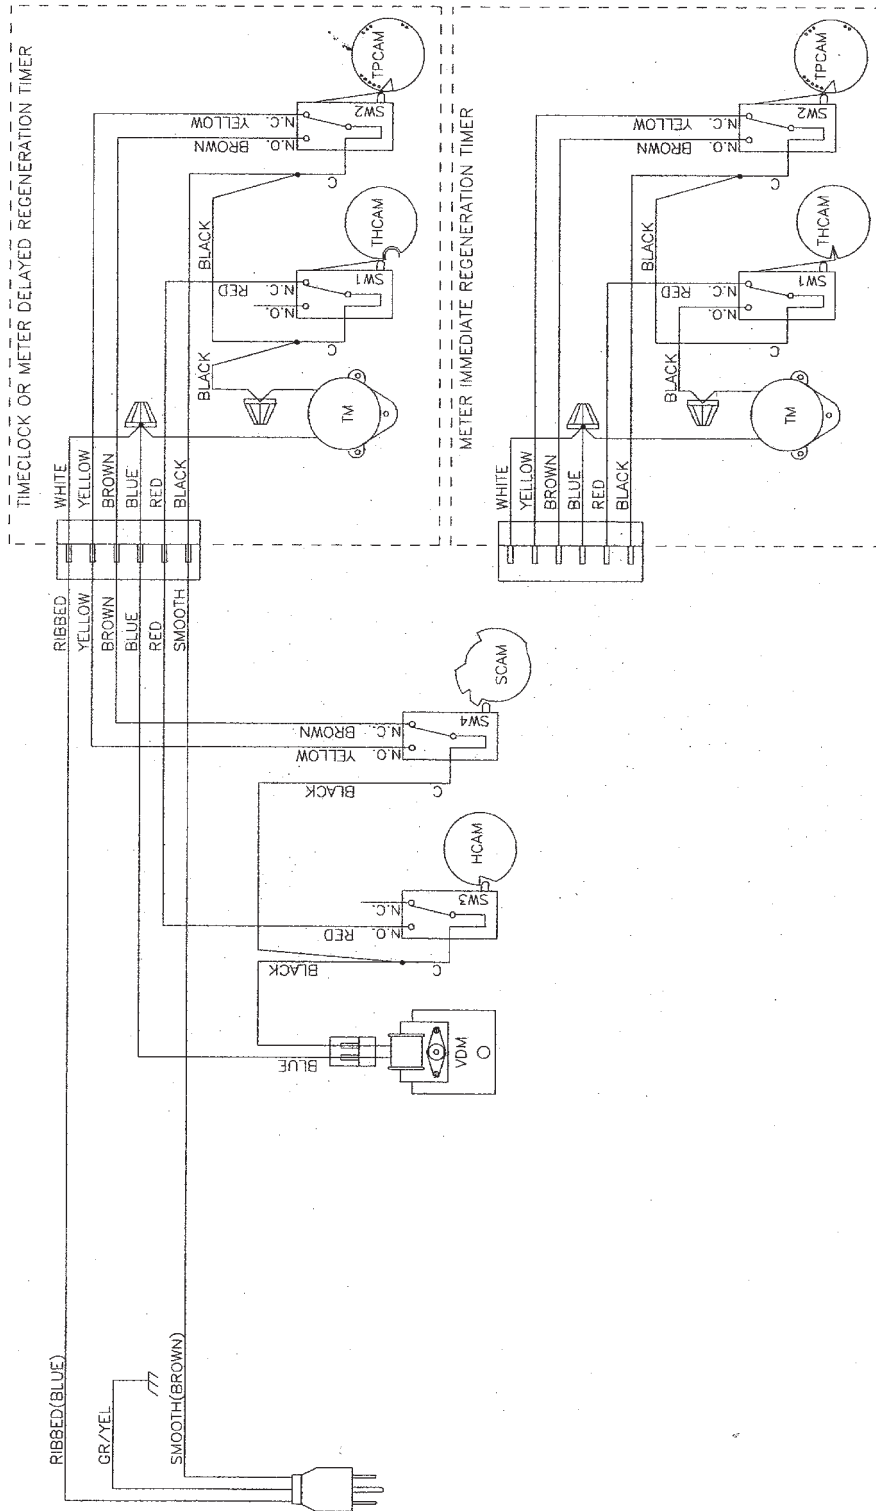 TIMECLOCK OR METER DELAYED REGENERATION TIMER
WHITE
YELLOW
BROWN
BLUE
RED
BLACK
TM
BLACK
C
SW1
N.O.
N.C.
RED
THCAM
BLACK
C
SW2
N.O.
N.C.
BROWN
YELLOW
TPCAM
METER IMMEDIATE REGENERATION TIMER
WHITE
YELLOW
BROWN
BLUE
RED
BLACK
TM
BLACK
C
SW1
N.O.
N.C.
RED
THCAM
BLACK
C
SW2
N.O.
N.C.
BROWN
YELLOW
TPCAM
RIBBED
YELLOW
BROWN
BLUE
RED
SMOOTH
BLUE
VDM
BLACK
C
SW3
N.O.
N.C.
RED
HCAM
BLACK
C
SW4
N.O.
N.C.
YELLOW
BROWN
SCAM
RIBBED(BLUE)
GR/YEL
SMOOTH(BROWN)